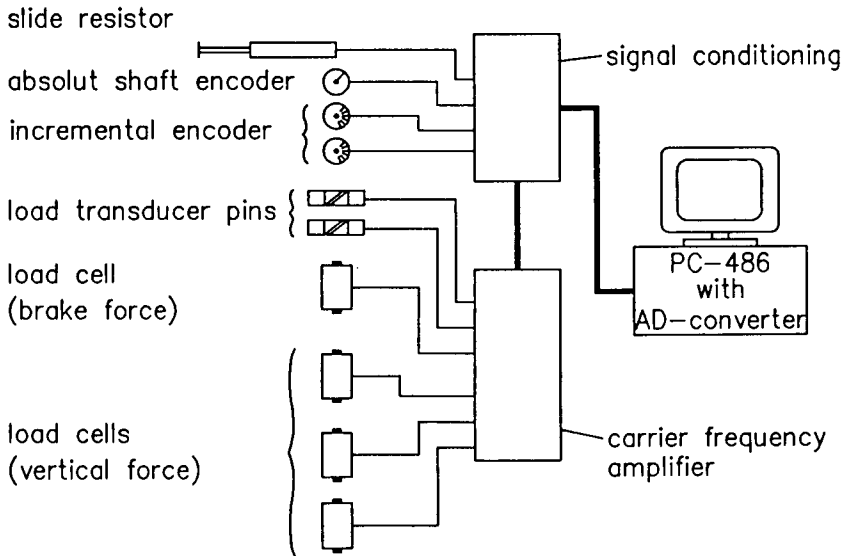 slide resistor
absolut shaft encoder
incremental encoder
load transducer pins
load cell
(brake force)
load cells
(vertical force)
signal conditioning
PC-486
with
AD-converter
carrier frequency
amplifier